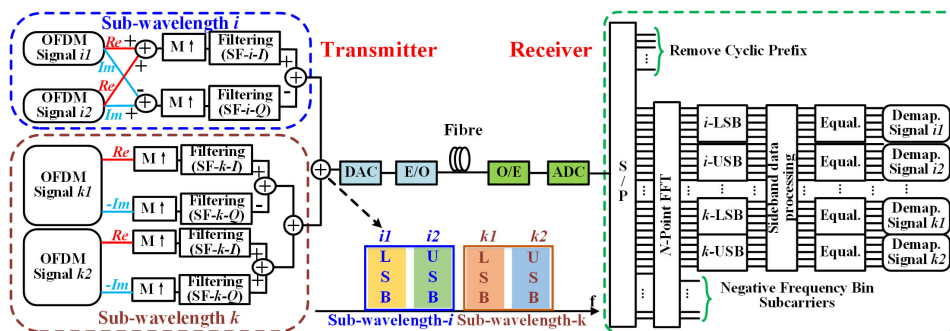 Sub-wavelength i
OFDM
Signal i1
Re
+
+
M ↑
Filtering
(SF-i-I)
+
Im
+
-
Re
-
OFDM
Signal i2
Im
+
M ↑
Filtering
(SF-i-Q)
Transmitter
Receiver
OFDM
Signal k1
Re
M ↑
Filtering
(SF-k-I)
+
-Im
M ↑
Filtering
(SF-k-Q)
-
OFDM
Signal k2
Re
M ↑
Filtering
(SF-k-I)
+
-Im
M ↑
Filtering
(SF-k-Q)
+
Sub-wavelength k
DAC
E/O
Fibre
O/E
ADC
i1
i2
k1
k2
L
S
B
U
S
B
L
S
B
U
S
B
f
Sub-wavelength-i
Sub-wavelength-k
S/P
Remove Cyclic Prefix
N-Point FFT
i-LSB
i-USB
k-LSB
k-USB
Sideband data
processing
Equal.
Equal.
Equal.
Equal.
Demap.
Signal i1
Demap.
Signal i2
Demap.
Signal k1
Demap.
Signal k2
Negative Frequency Bin
Subcarriers